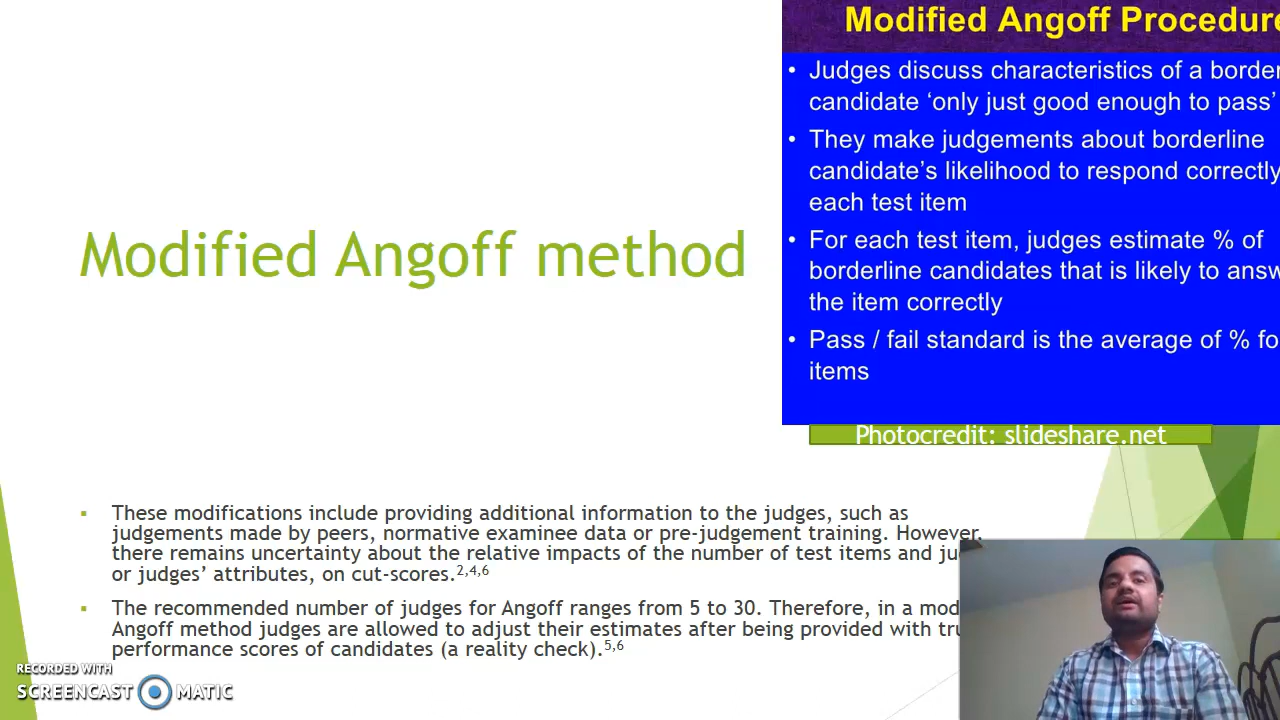 Modified Angoff method
Modified Angoff Procedure
• Judges discuss characteristics of a
candidate ‘only just good enough to pass’
• They make judgements about borderline
candidate’s likelihood to respond correctly
each test item
• For each test item, judges estimate % of
borderline candidates that is likely to
the item correctly
• Pass / fail standard is the average of %
items
Photocredit: slideshare.net
▪ These modifications include providing additional information to the judges, such as
judgements made by peers, normative examinee data or pre-judgement training. However,
there remains uncertainty about the relative impacts of the number of test items and
or judges’ attributes, on cut-scores.2,4,6
▪ The recommended number of judges for Angoff ranges from 5 to 30. Therefore, in a
Angoff method judges are allowed to adjust their estimates after being provided with
performance scores of candidates (a reality check).5,6
RECORDED WITH
SCREENCAST MATIC